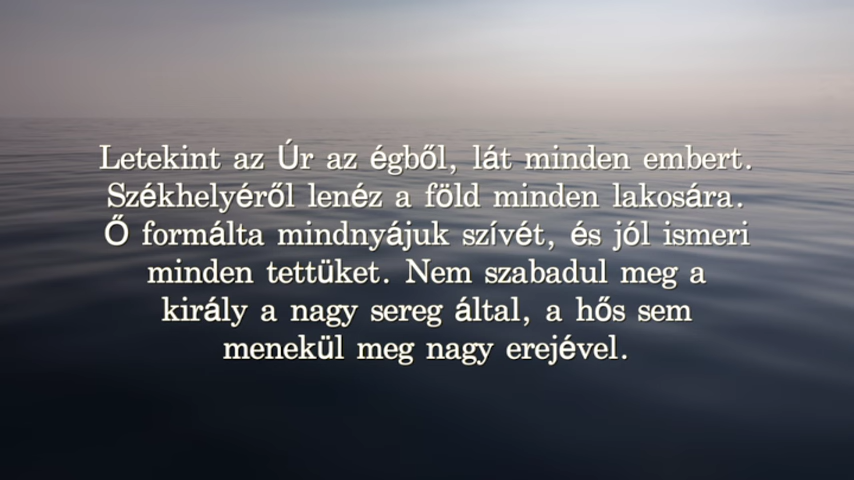 Letekint az Úr az égből, lát minden embert.
Székhelyéről lenéz a föld minden lakosára.
Ő formálta mindnyájuk szívét, és jól ismeri
minden tettüket. Nem szabadul meg a
király a nagy sereg által, a hős sem
menekül meg nagy erejével.